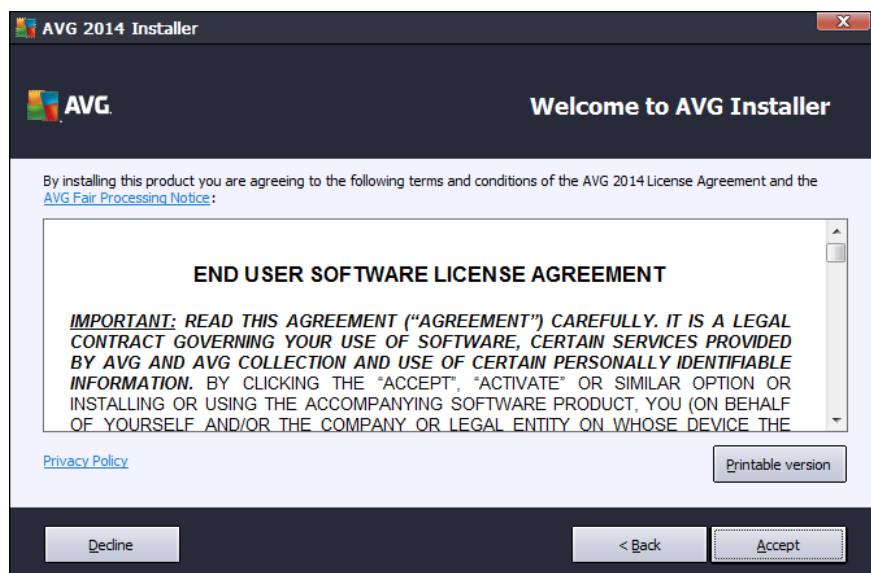 AVG 2014 Installer
X
AVG.
Welcome to AVG Installer
By installing this product you are agreeing to the following terms and conditions of the AVG 2014 License Agreement and the
AVG Fair Processing Notice:
END USER SOFTWARE LICENSE AGREEMENT
IMPORTANT: READ THIS AGREEMENT (“AGREEMENT”) CAREFULLY. IT IS A LEGAL
CONTRACT GOVERNING YOUR USE OF SOFTWARE, CERTAIN SERVICES PROVIDED
BY AVG AND AVG COLLECTION AND USE OF CERTAIN PERSONALLY IDENTIFIABLE
INFORMATION. BY CLICKING THE “ACCEPT”, “ACTIVATE” OR SIMILAR OPTION OR
INSTALLING OR USING THE ACCOMPANYING SOFTWARE PRODUCT, YOU (ON BEHALF
OF YOURSELF AND/OR THE COMPANY OR LEGAL ENTITY ON WHOSE DEVICE THE
Privacy Policy
Printable version
Decline
< Back
Accept